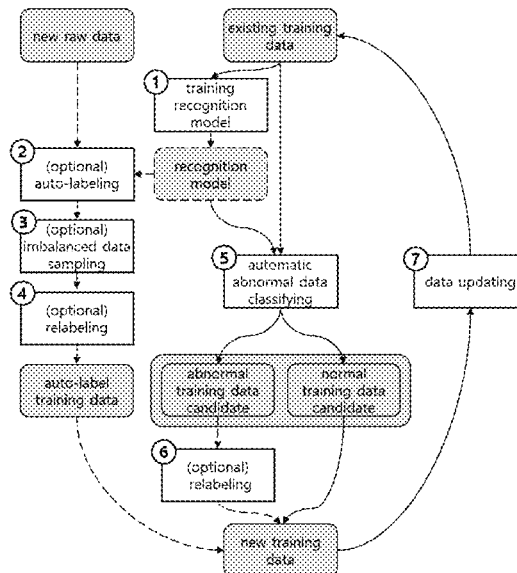 new raw data
existing training
data
1
training
recognition
model
2
(optional)
auto-labeling
recognition
model
3
(optional)
imbalanced data
sampling
5
automatic
abnormal data
classifying
7
data updating
4
(optional)
relabeling
auto-label
training data
abnormal
training data
candidate
normal
training data
candidate
6
(optional)
relabeling
new training
data